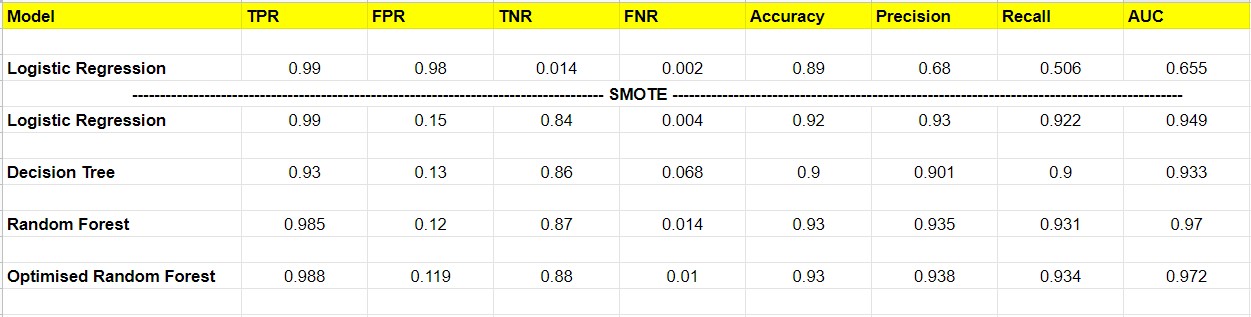 Model TPR FPR TNR FNR Accuracy Precision Recall AUC
Logistic Regression 0.99 0.98 0.014 0.002 0.89 0.68 0.506 0.655
------------------------------------------------------------------------------------ SMOTE -------------------------------------------------------------------------------------------
Logistic Regression 0.99 0.15 0.84 0.004 0.92 0.93 0.922 0.949
Decision Tree 0.93 0.13 0.86 0.068 0.9 0.901 0.9 0.933
Random Forest 0.985 0.12 0.87 0.014 0.93 0.935 0.931 0.97
Optimised Random Forest 0.988 0.119 0.88 0.01 0.93 0.938 0.934 0.972